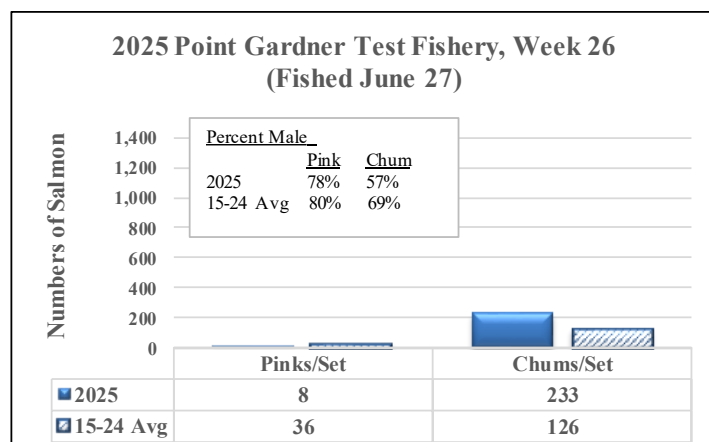 2025 Point Gardner Test Fishery, Week 26
(Fished June 27)
Numbers of Salmon
1,400
1,200
1,000
800
600
400
200
0
Percent Male
Pink Chum
2025 78% 57%
15-24 Avg 80% 69%
Pinks/Set Chums/Set
2025 8 233
15-24 Avg 36 126